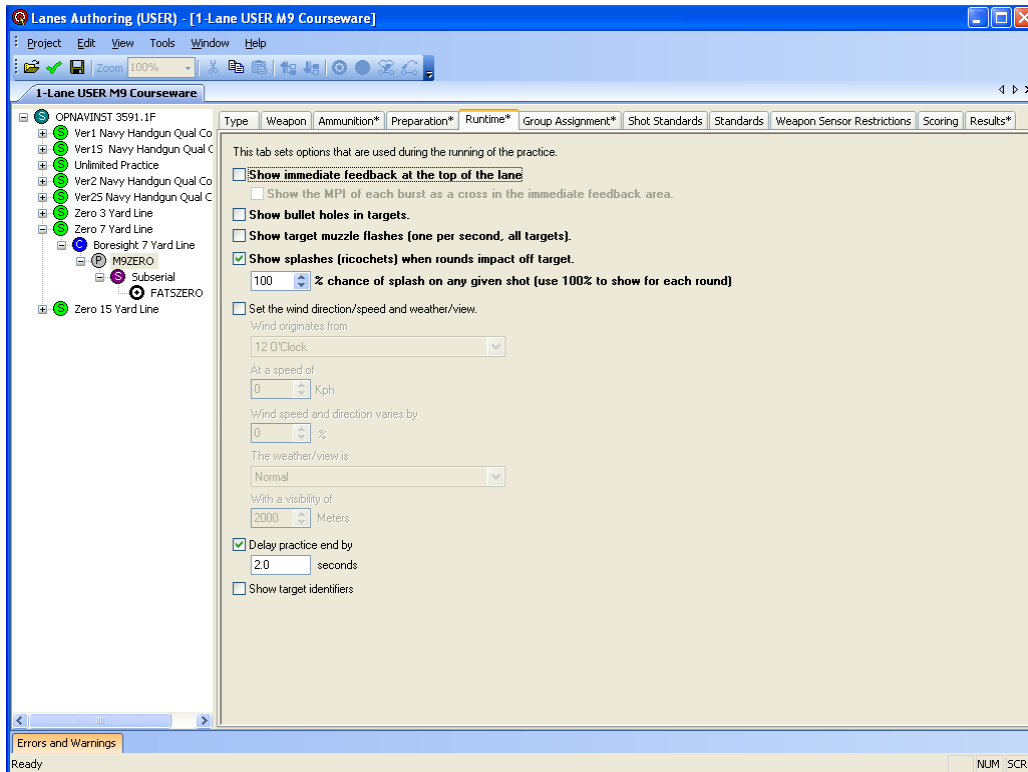 Lanes Authoring (USER) - [1-Lane USER M9 Courseware]
Project Edit View Tools Window Help
Zoom 100%
1-Lane USER M9 Courseware
S OPNAVINST 3591.1F
S Ver1 Navy Handgun Qual Co
S Ver1S Navy Handgun Qual C
S Unlimited Practice
S Ver2 Navy Handgun Qual Co
S Ver2S Navy Handgun Qual C
S Zero 3 Yard Line
S Zero 7 Yard Line
C Boresight 7 Yard Line
P M9ZERO
S Subserial
FATSZERO
S Zero 15 Yard Line
Type Weapon Ammunition* Preparation* Runtime* Group Assignment* Shot Standards Standards Weapon Sensor Restrictions Scoring Results*
This tab sets options that are used during the running of the practice.
Show immediate feedback at the top of the lane
Show the MPI of each burst as a cross in the immediate feedback area.
Show bullet holes in targets.
Show target muzzle flashes (one per second, all targets).
Show splashes (ricochets) when rounds impact off target.
100 % chance of splash on any given shot (use 100% to show for each round)
Set the wind direction/speed and weather/view.
Wind originates from
12 O'Clock
At a speed of
0 Kph
Wind speed and direction varies by
0 %
The weather/view is
Normal
With a visibility of
2000 Meters
Delay practice end by
2.0 seconds
Show target identifiers
Errors and Warnings
Ready NUM SCR